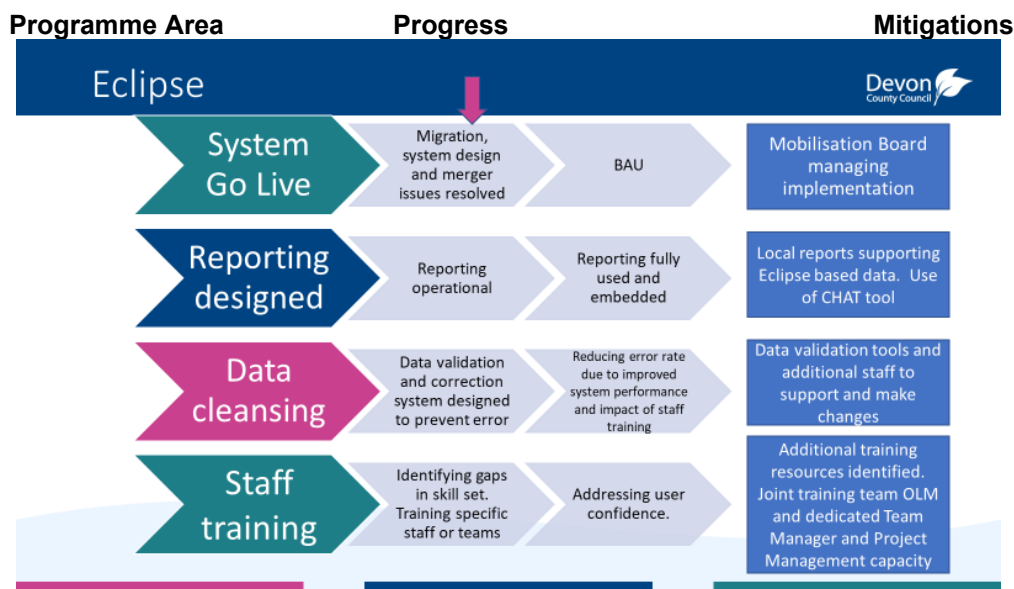 Programme Area Progress Mitigations
Eclipse
Devon
County Council
System
Go Live
Migration,
system design
and merger
issues resolved
BAU
Mobilisation Board
managing
implementation
Reporting
designed
Reporting
operational
Reporting fully
used and
embedded
Local reports supporting
Eclipse based data. Use
of CHAT tool
Data
cleansing
Data validation
and correction
system designed
to prevent error
Reducing error rate
due to improved
system performance
and impact of staff
training
Data validation tools and
additional staff to
support and make
changes
Staff
training
Identifying gaps
in skill set.
Training specific
staff or teams
Addressing user
confidence.
Additional training
resources identified.
Joint training team OLM
and dedicated Team
Manager and Project
Management capacity